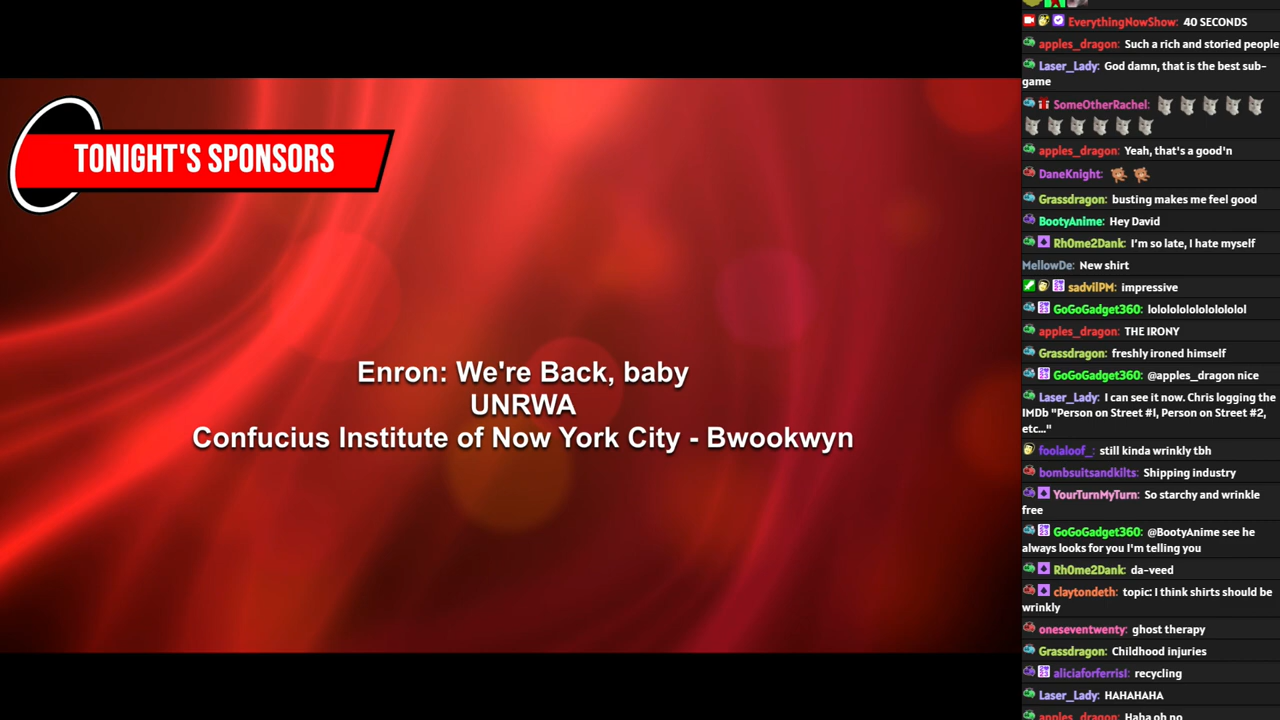 TONIGHT'S SPONSORS
Enron: We're Back, baby
UNRWA
Confucius Institute of Now York City - Bwookwyn
EverythingNowShow: 40 SECONDS
apples_dragon: Such a rich and storied people
Laser_Lady: God damn, that is the best sub-
game
SomeOtherRachel:
apples_dragon: Yeah, that's a good'n
DaneKnight:
Grassdragon: busting makes me feel good
BootyAnime: Hey David
Rh0me2Dank: I'm so late, I hate myself
MellowDe: New shirt
sadvilPM: impressive
GoGoGadget360: lolololololololololol
apples_dragon: THE IRONY
Grassdragon: freshly ironed himself
GoGoGadget360: @apples_dragon nice
Laser_Lady: I can see it now. Chris logging the
IMDb "Person on Street #1, Person on Street #2,
etc..."
foolaloof_: still kinda wrinkly tbh
bombsuitsandkilts: Shipping industry
YourTurnMyTurn: So starchy and wrinkle
free
GoGoGadget360: @BootyAnime see he
always looks for you I'm telling you
Rh0me2Dank: da-veed
claytondeth: topic: I think shirts should be
wrinkly
oneseventwenty: ghost therapy
Grassdragon: Childhood injuries
aliciaforferrisl: recycling
Laser_Lady: HAHAHAHA
apples_dragon: Haha oh no